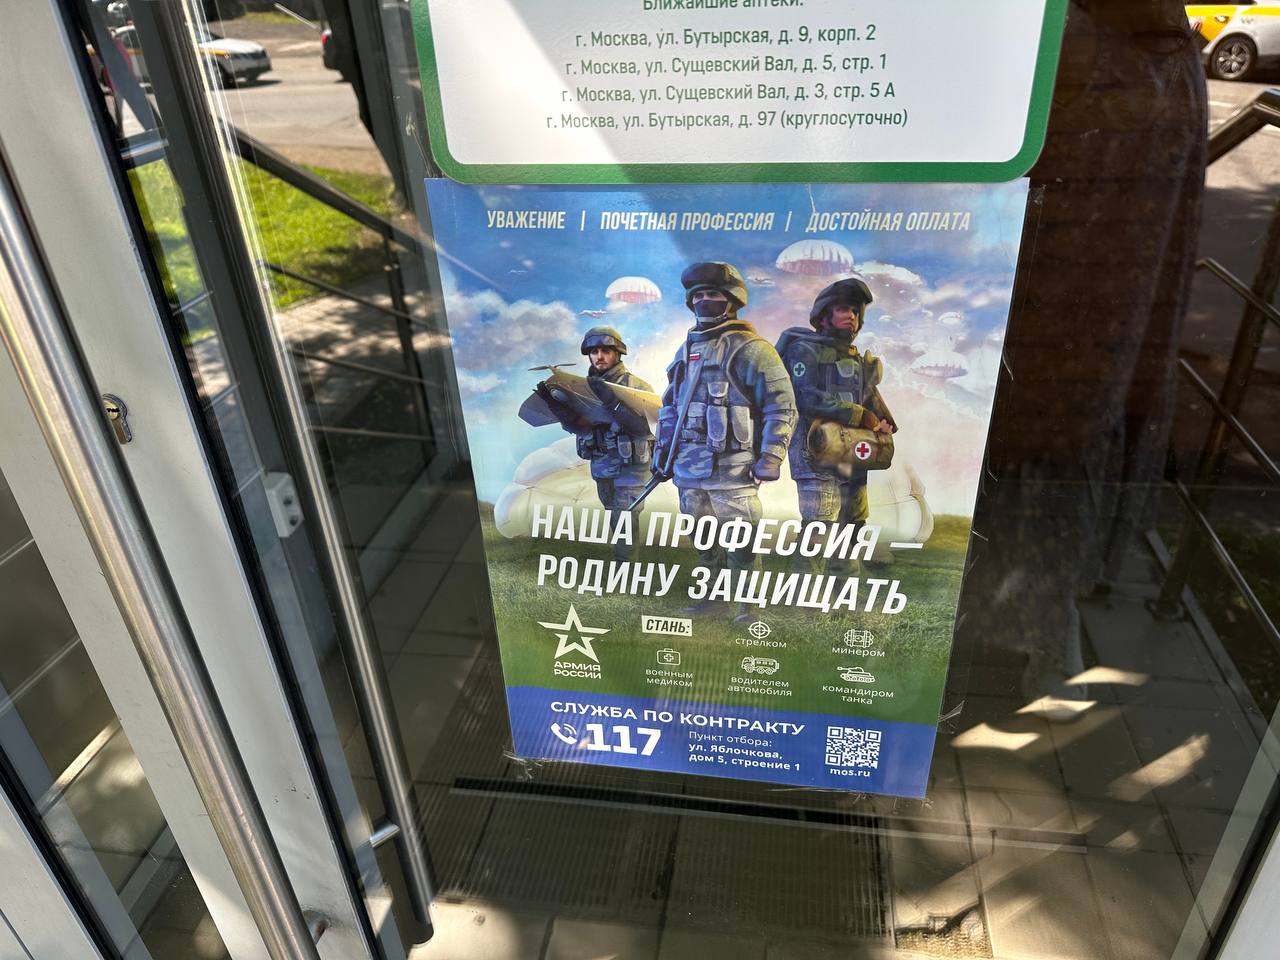 Ближайшие аптеки:
г. Москва, ул. Бутырская, д. 9, корп. 2
г. Москва, ул. Сущевский Вал, д. 5, стр. 1
г. Москва, ул. Сущевский Вал, д. 3, стр. 5 А
г. Москва, ул. Бутырская, д. 97 (круглосуточно)
УВАЖЕНИЕ | ПОЧЕТНАЯ ПРОФЕССИЯ | ДОСТОЙНАЯ ОПЛАТА
НАША ПРОФЕССИЯ –
РОДИНУ ЗАЩИЩАТЬ
АРМИЯ
РОССИИ
СТАНЬ:
стрелком
минером
военным
медиком
водителем
автомобиля
командиром
танка
СЛУЖБА ПО КОНТРАКТУ
117
Пункт отбора:
ул. Яблочкова,
дом 5, строение 1
mos.ru